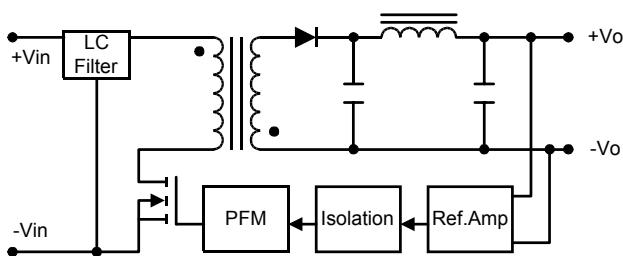 +Vin
LC
Filter
+Vo
-Vo
-Vin
PFM
Isolation
Ref.Amp